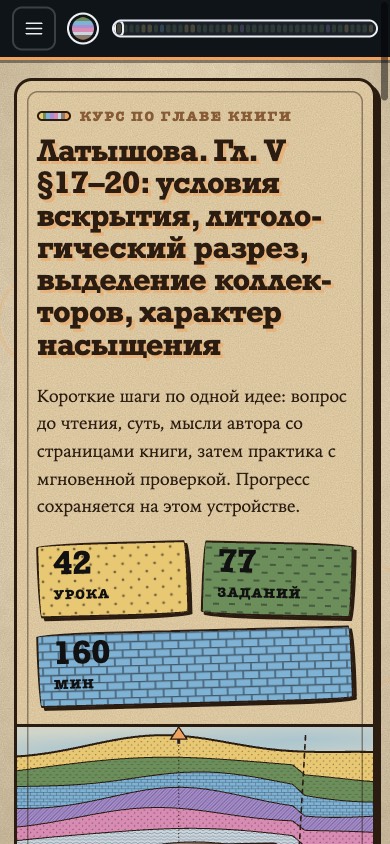 КУРС ПО ГЛАВЕ КНИГИ
Латышова. Гл. V
§17–20: условия
вскрытия, литоло-
гический разрез,
выделение коллек-
торов, характер
насыщения
Короткие шаги по одной идее: вопрос
до чтения, суть, мысли автора со
страницами книги, затем практика с
мгновенной проверкой. Прогресс
сохраняется на этом устройстве.
42
УРОКА
77
ЗАДАНИЙ
160
МИН